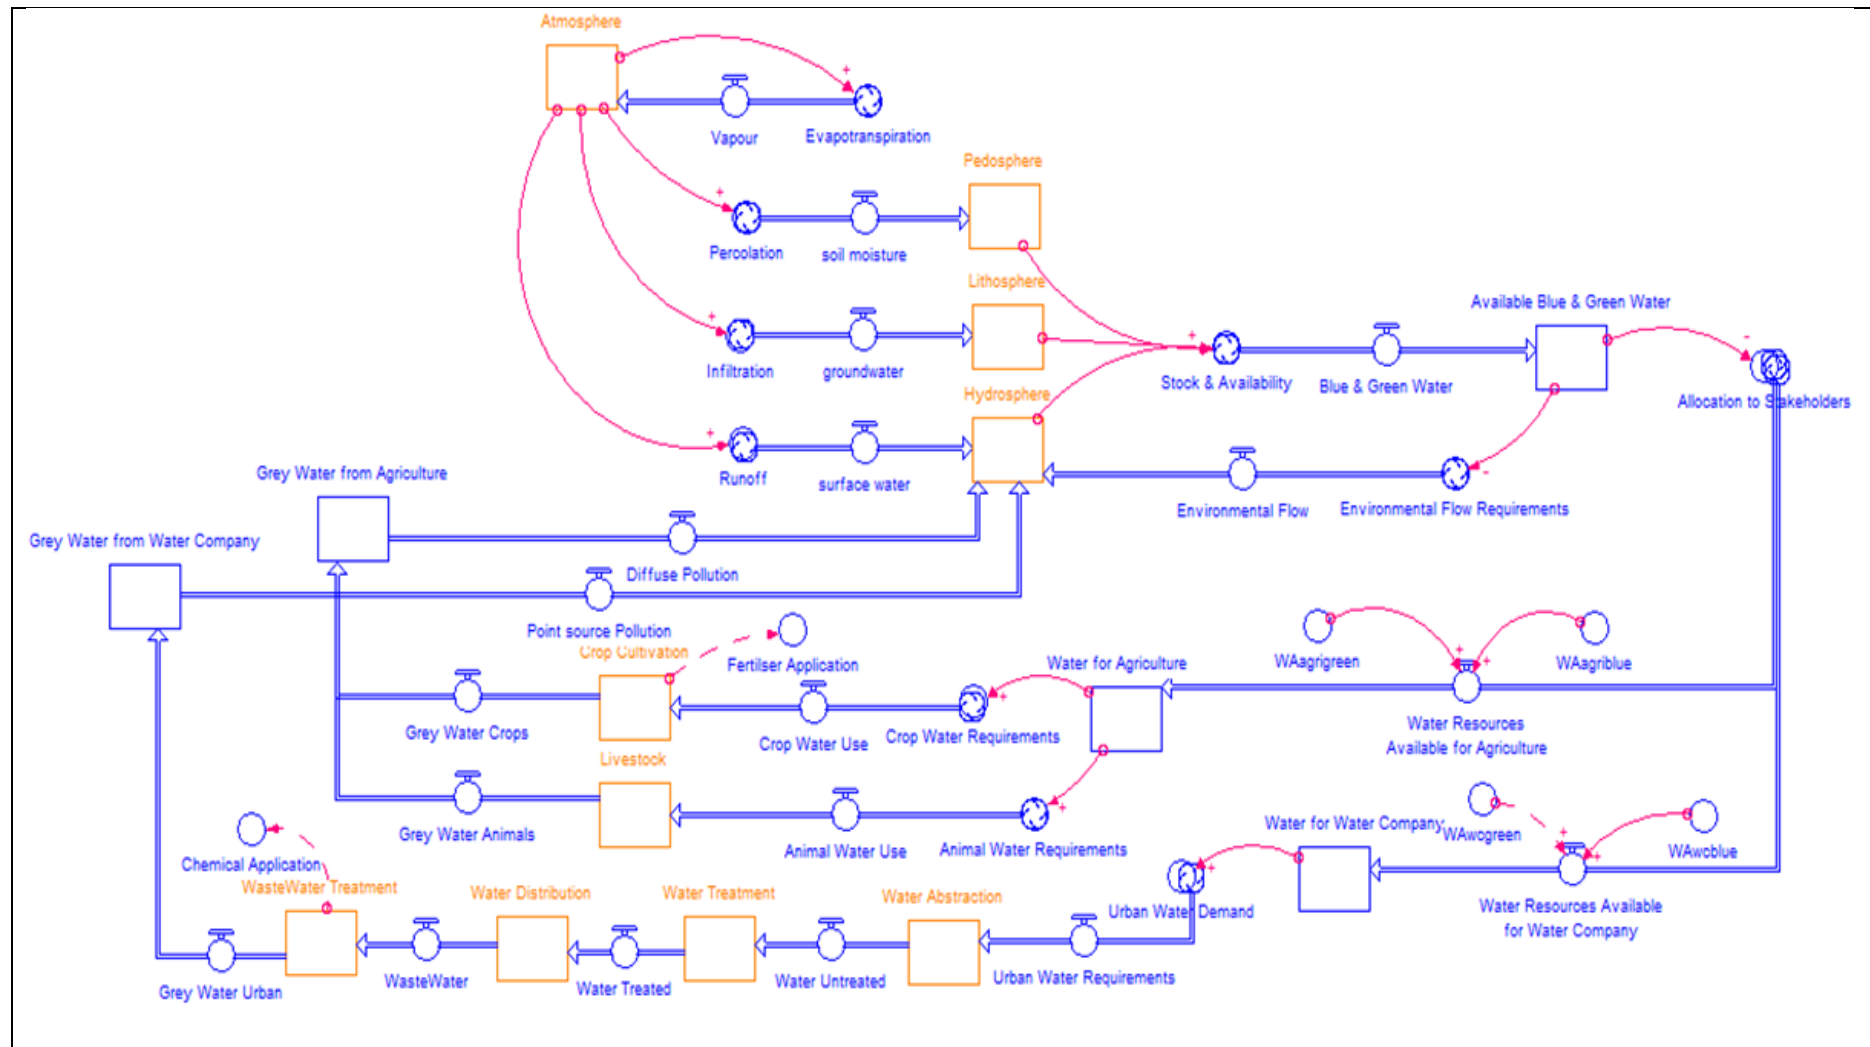 Atmosphere
+
Vapour
Evapotranspiration
Pedosphere
+
Percolation
soil moisture
Lithosphere
Available Blue & Green Water
+
+
-
Infiltration
groundwater
Stock & Availability
Blue & Green Water
Hydrosphere
Allocation to Stakeholders
+
Grey Water from Agriculture
Runoff
surface water
-
Environmental Flow
Environmental Flow Requirements
Grey Water from Water Company
Diffuse Pollution
Point source Pollution
Crop Cultivation
Fertilser Application
Water for Agriculture
WAagrigreen
+
+
WAagriblue
+
Grey Water Crops
Crop Water Use
Crop Water Requirements
Water Resources
Available for Agriculture
Livestock
+
Grey Water Animals
Animal Water Use
Animal Water Requirements
Water for Water Company
WAwogreen
+
+
WAwoblue
Chemical Application
+
WasteWater Treatment
Water Distribution
Water Treatment
Water Abstraction
Urban Water Demand
Water Resources Available
for Water Company
Grey Water Urban
WasteWater
Water Treated
Water Untreated
Urban Water Requirements